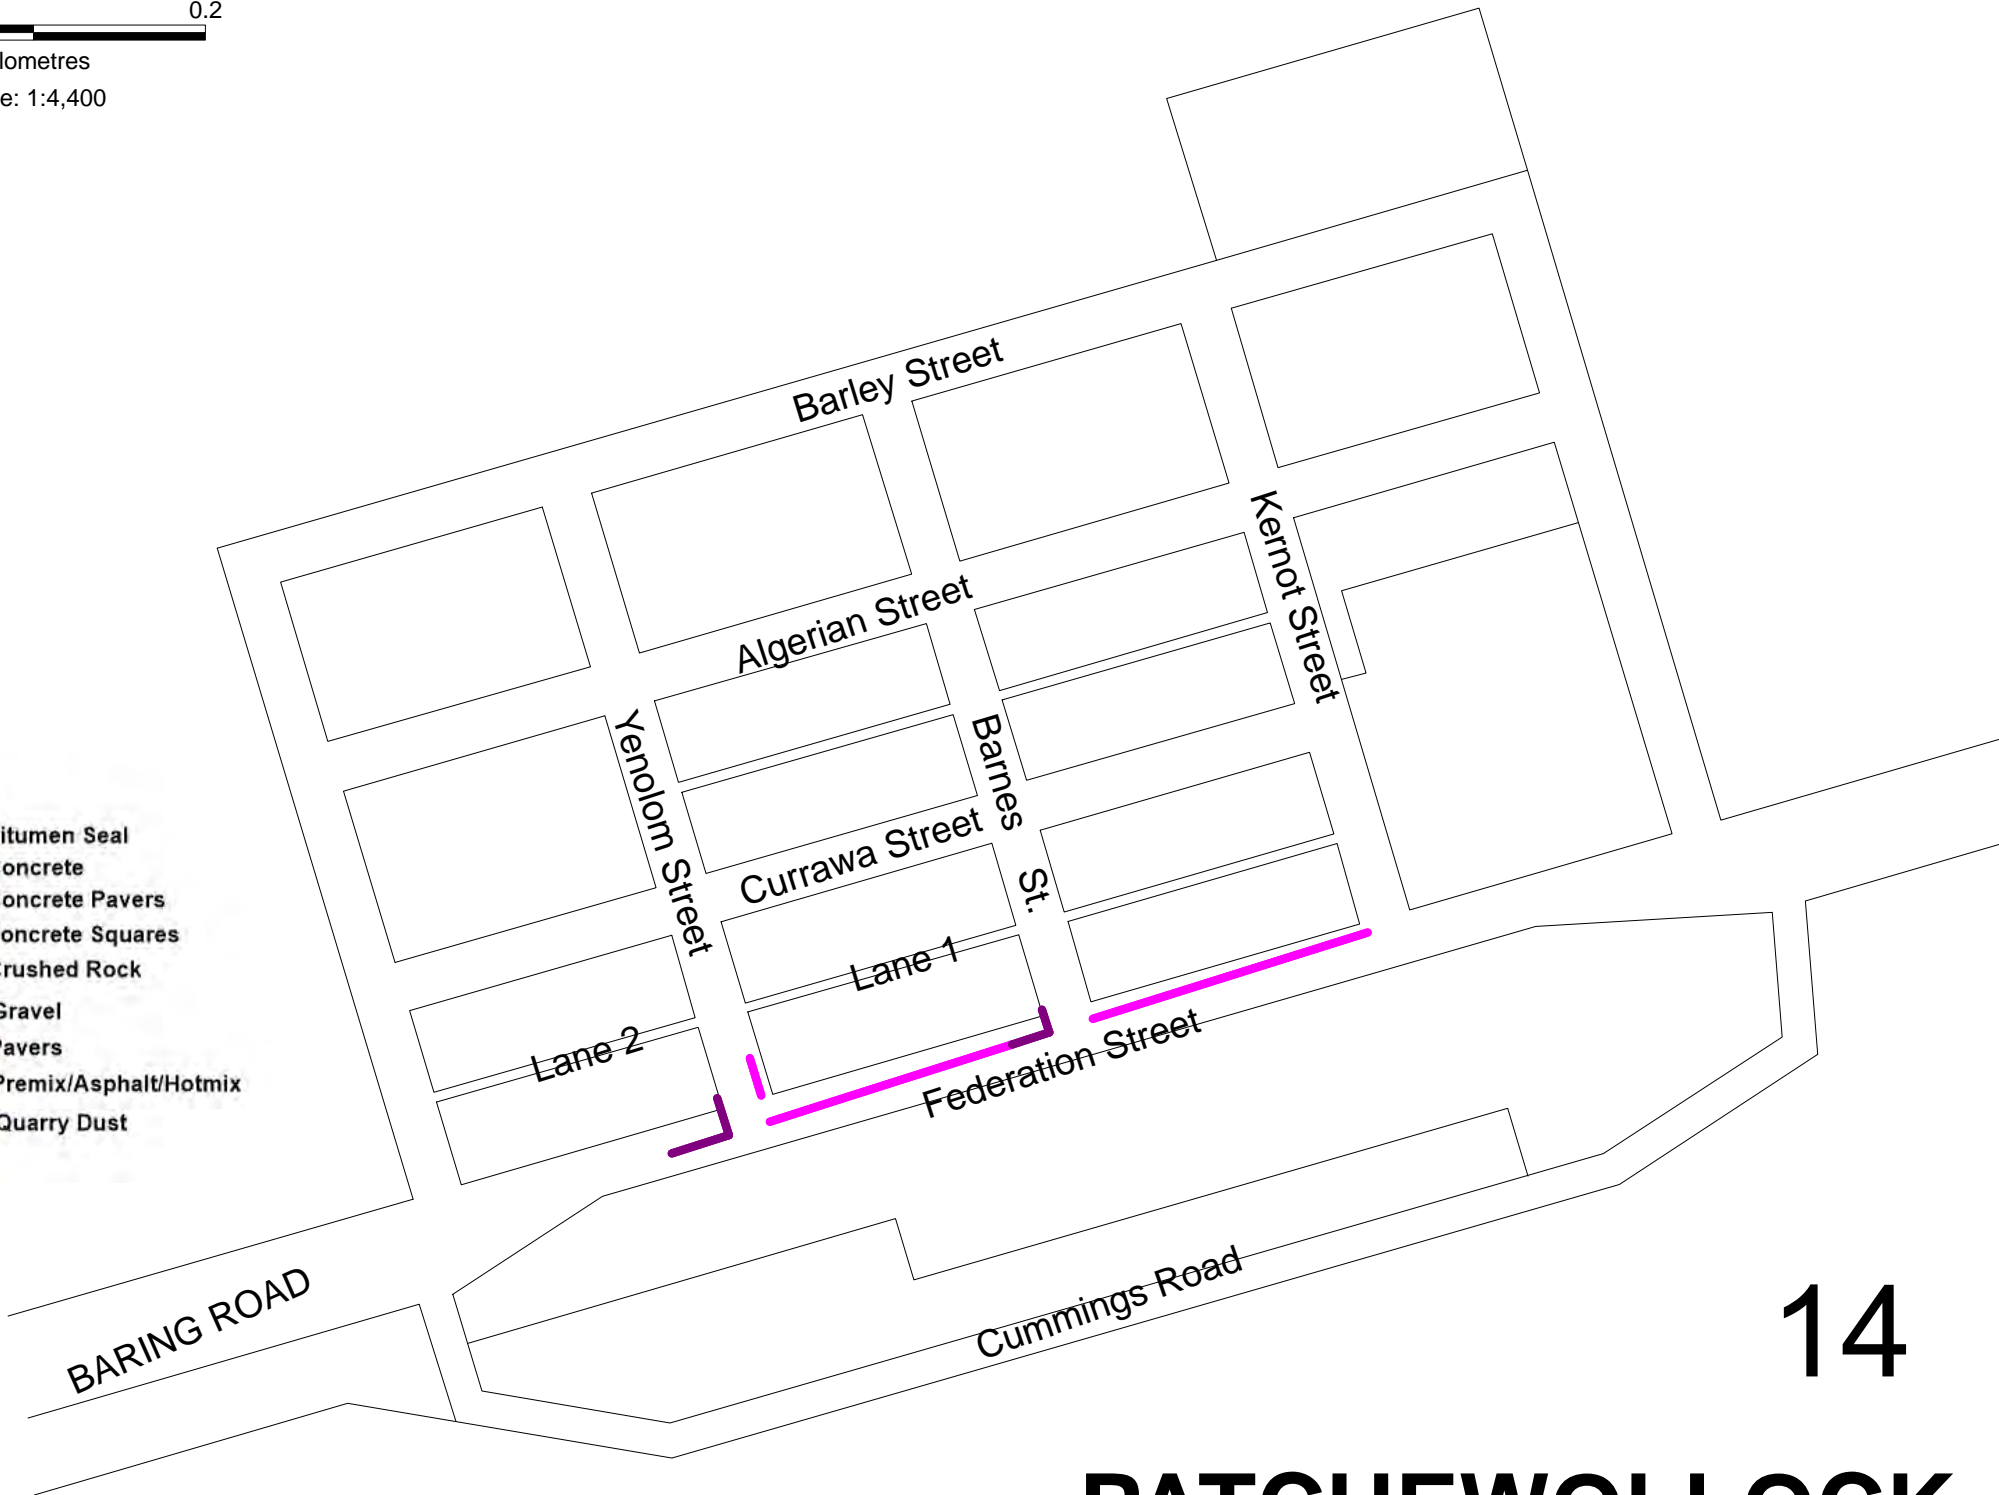 0.2
lometres
e: 1:4,400
Barley Street
Kernot Street
Algerian Street
Yenolom Street
Barnes St.
Currawa Street
itumen Seal
oncrete
oncrete Pavers
oncrete Squares
rushed Rock
Gravel
Pavers
Premix/Asphalt/Hotmix
Quarry Dust
Lane 1
Lane 2
Federation Street
Cummings Road
BARING ROAD
14
PATCHEWOLLOCK